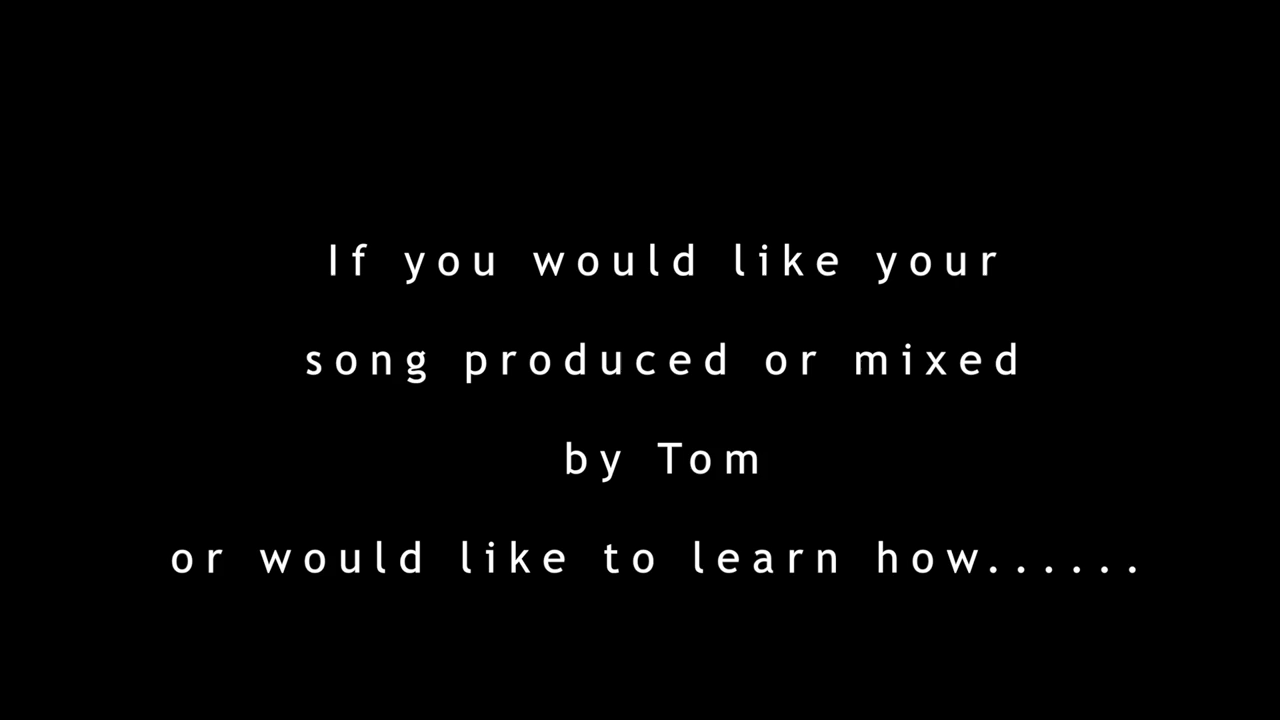 If you would like your
song produced or mixed
by Tom
or would like to learn how......